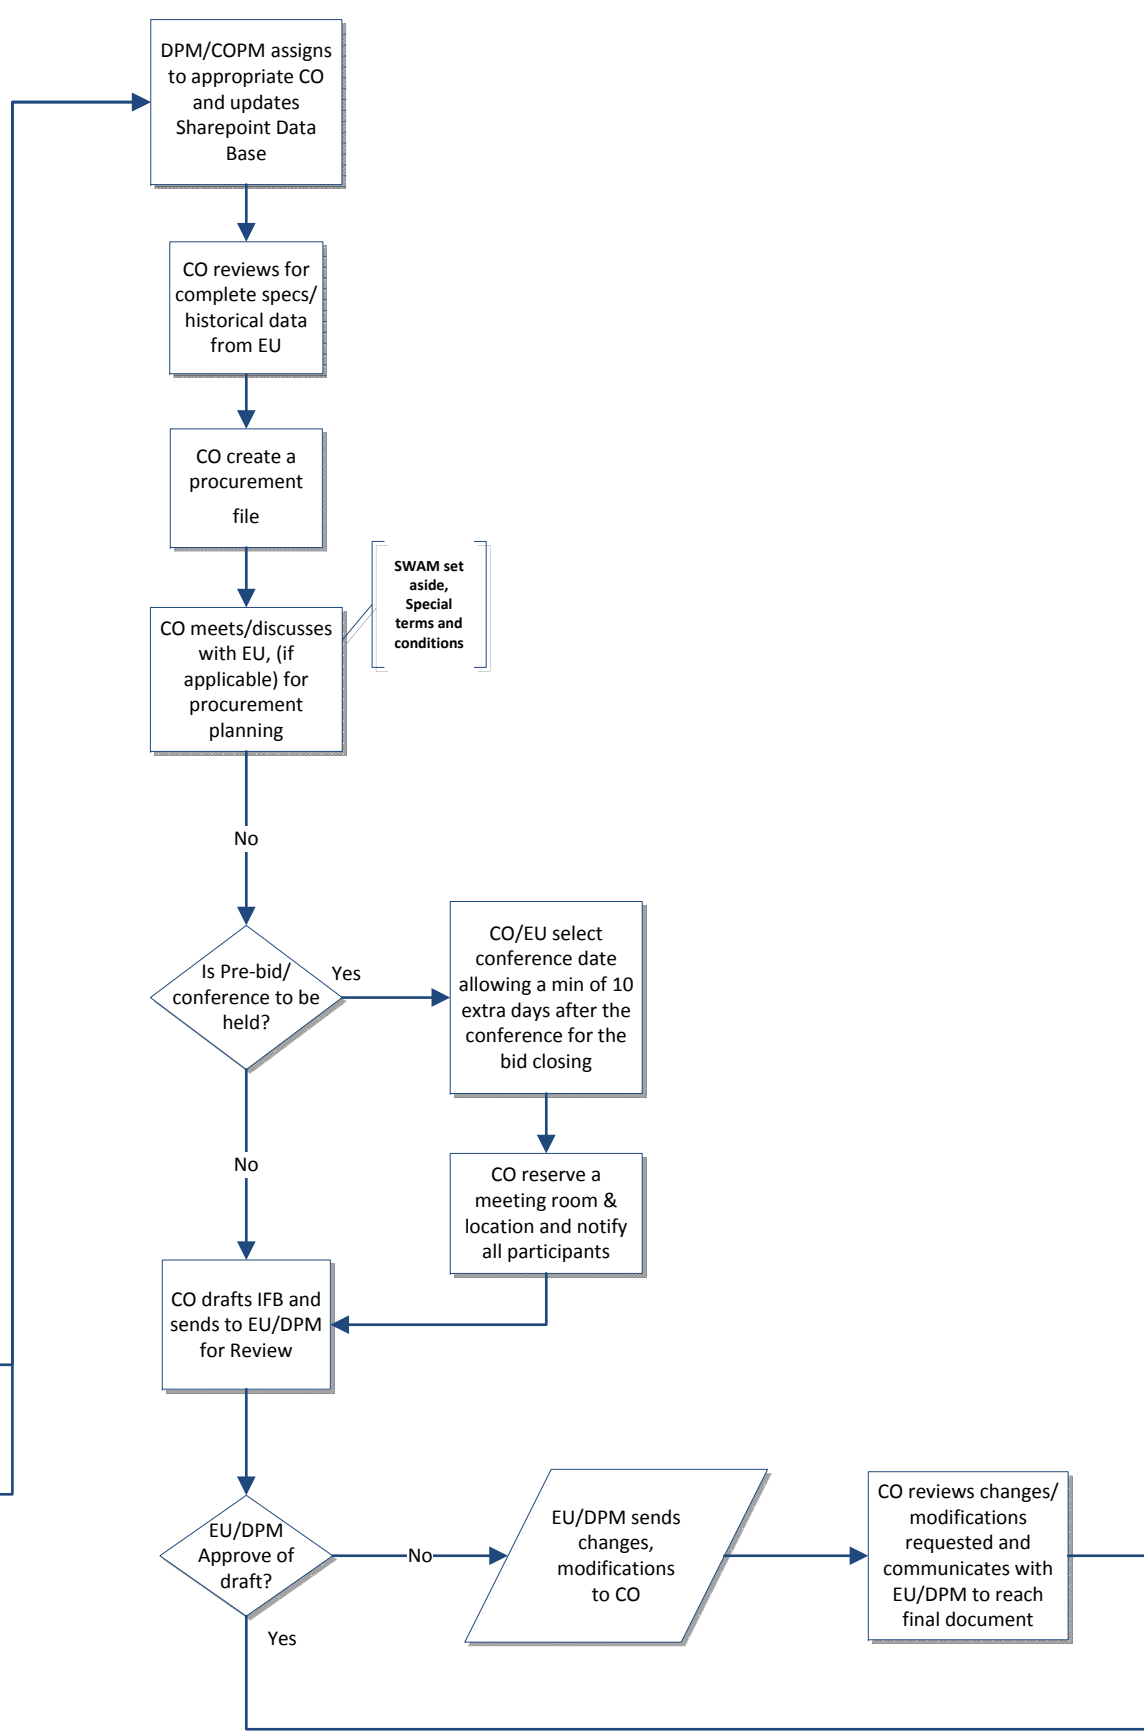 DPM/COPM assigns
to appropriate CO
and updates
Sharepoint Data
Base
CO reviews for
complete specs/
historical data
from EU
CO create a
procurement
file
SWAM set
aside,
Special
terms and
conditions
CO meets/discusses
with EU, (if
applicable) for
procurement
planning
No
Is Pre-bid/
conference to be
held?
Yes
CO/EU select
conference date
allowing a min of 10
extra days after the
conference for the
bid closing
No
CO reserve a
meeting room &
location and notify
all participants
CO drafts IFB and
sends to EU/DPM
for Review
EU/DPM
Approve of
draft?
No
EU/DPM sends
changes,
modifications
to CO
CO reviews changes/
modifications
requested and
communicates with
EU/DPM to reach
final document
Yes